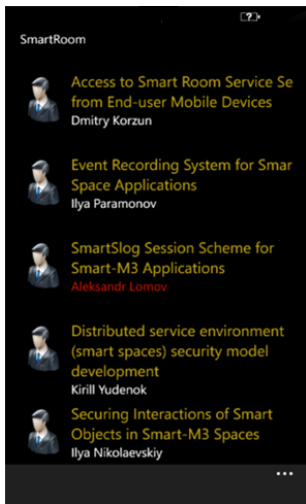 SmartRoom
Access to Smart Room Service Se
from End-user Mobile Devices
Dmitry Korzun
Event Recording System for Smar
Space Applications
Ilya Paramonov
SmartSlog Session Scheme for
Smart-M3 Applications
Aleksandr Lomov
Distributed service environment
(smart spaces) security model
development
Kirill Yudenok
Securing Interactions of Smart
Objects in Smart-M3 Spaces
Ilya Nikolaevskiy